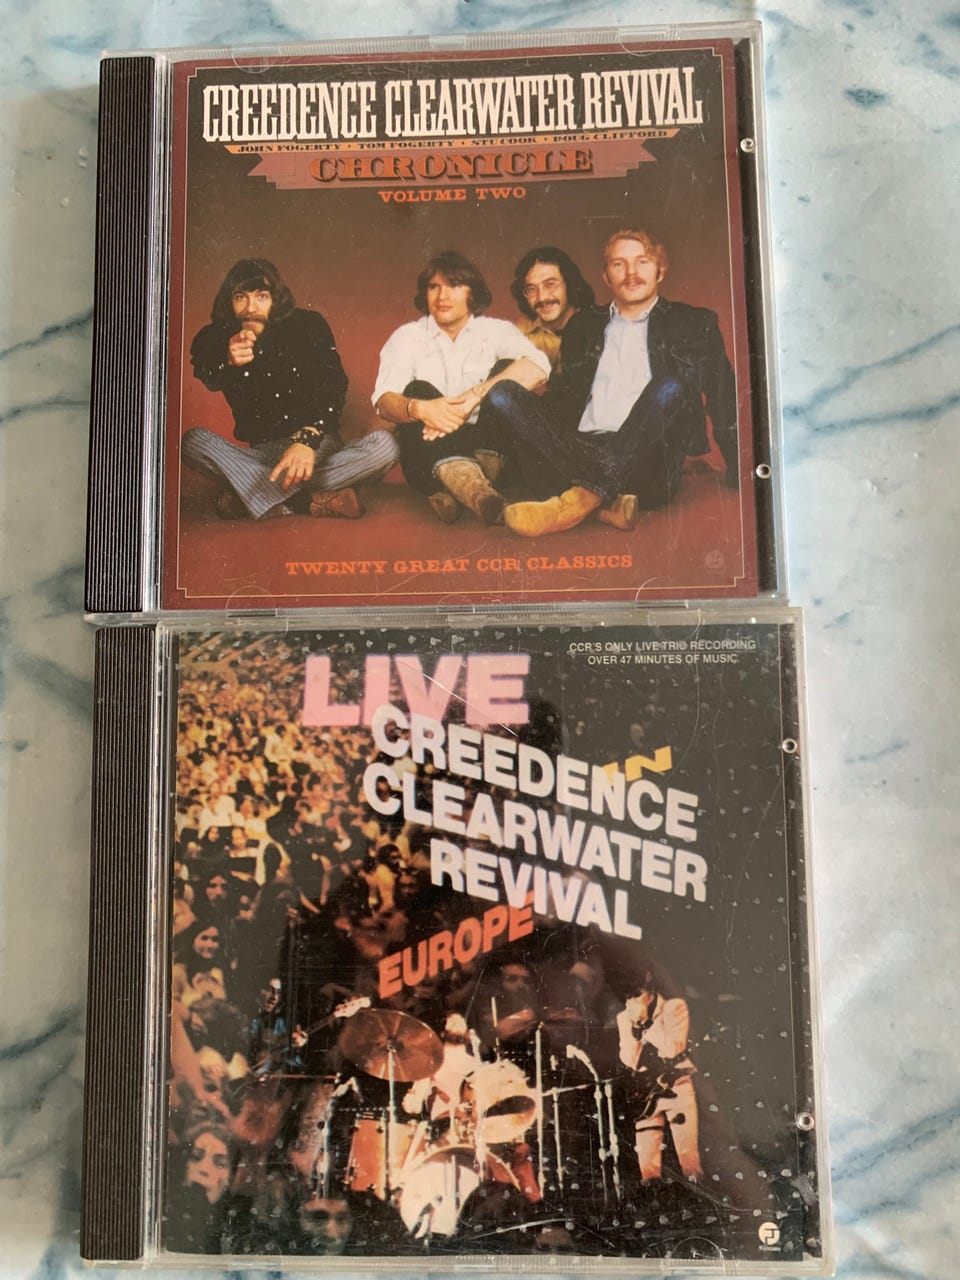 CREEDENCE CLEARWATER REVIVAL
JOHN FOGERTY · TOM FOGERTY · STU COOK · DOUG CLIFFORD
CHRONICLE
VOLUME TWO
TWENTY GREAT CCR CLASSICS
CCR'S ONLY LIVE TRIO RECORDING
OVER 47 MINUTES OF MUSIC
LIVE
IN
CREEDENCE
CLEARWATER
REVIVAL
EUROPE